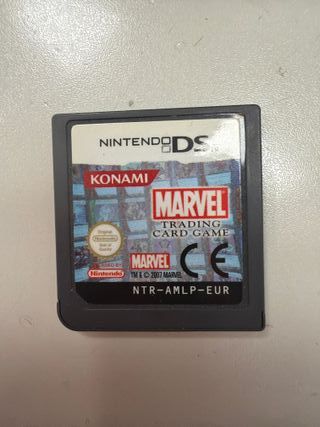 NINTENDO DS
KONAMI
MARVEL
TRADING
CARD GAME
Original
Nintendo
Seal of
Quality
Nintendo
MARVEL
TM & © 2007 MARVEL
CE
NTR-AMLP-EUR